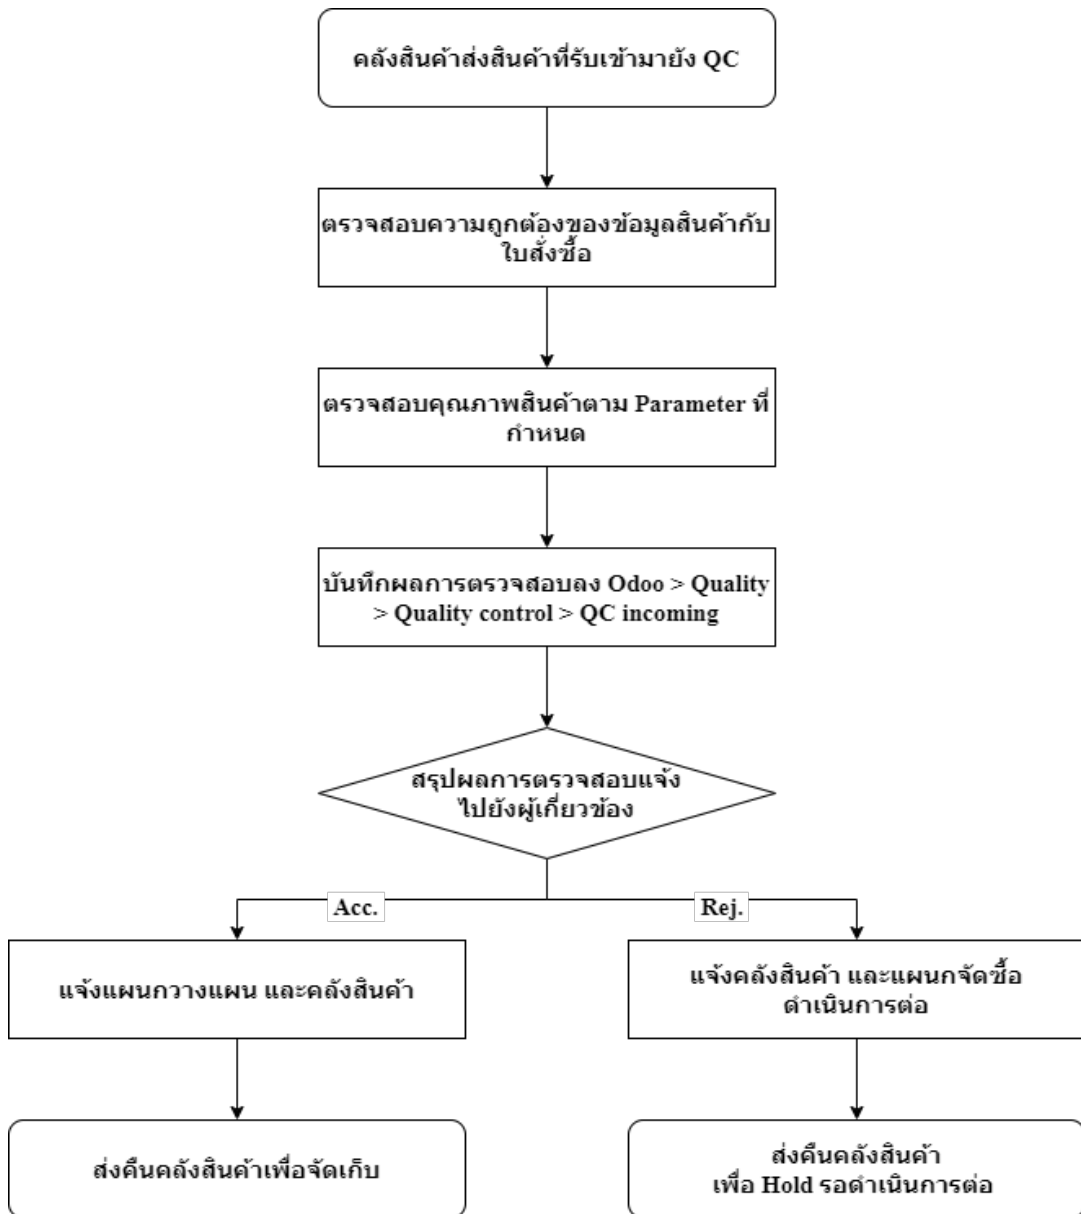 คลังสินค้าส่งสินค้าที่รับเข้ามายัง QC
ตรวจสอบความถูกต้องของข้อมูลสินค้ากับ
ใบสั่งซื้อ
ตรวจสอบคุณภาพสินค้าตาม Parameter ที่
กำหนด
บันทึกผลการตรวจสอบลง Odoo > Quality
> Quality control > QC incoming
สรุปผลการตรวจสอบแจ้ง
ไปยังผู้เกี่ยวข้อง
Acc.
Rej.
แจ้งแผนกวางแผน และคลังสินค้า
แจ้งคลังสินค้า และแผนกจัดซื้อ
ดำเนินการต่อ
ส่งคืนคลังสินค้าเพื่อจัดเก็บ
ส่งคืนคลังสินค้า
เพื่อ Hold รอดำเนินการต่อ